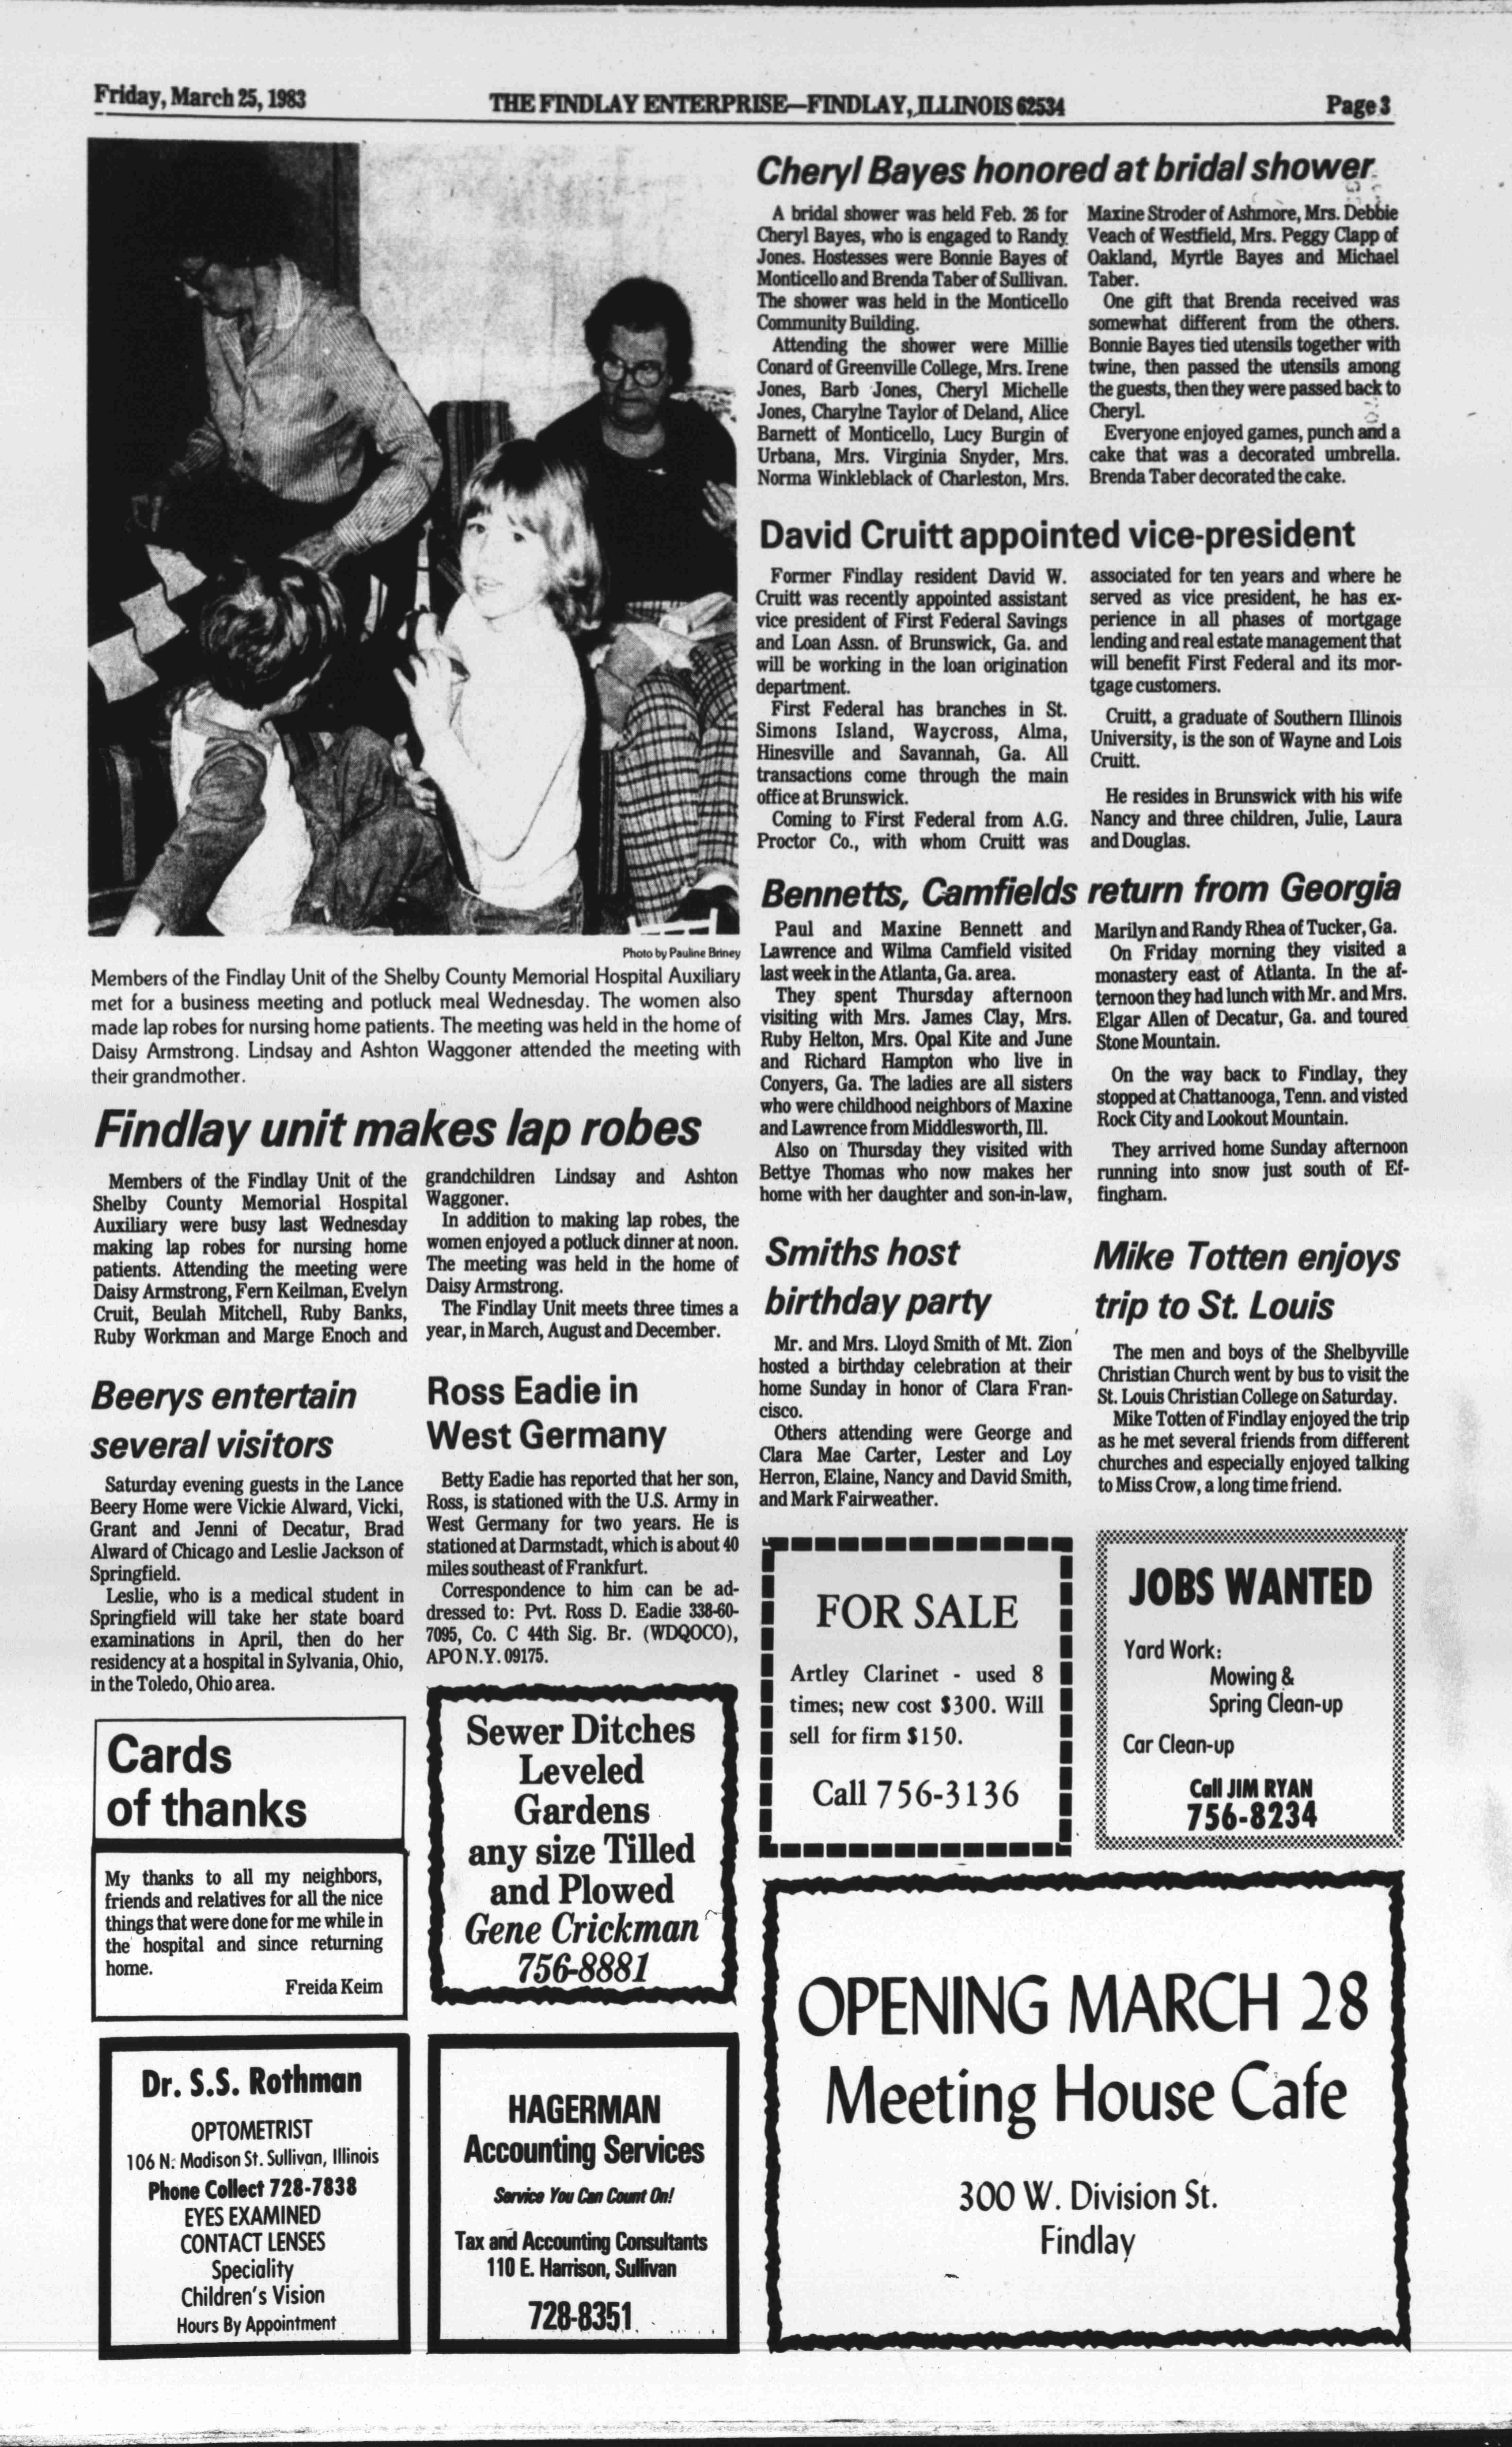 Friday, March 25, 1983
THE FINDLAY ENTERPRISE—FINDLAY, ILLINOIS 62534
Page 3
Photo by Pauline Briney
Members of the Findlay Unit of the Shelby County Memorial Hospital Auxiliary
met for a business meeting and potluck meal Wednesday. The women also
made lap robes for nursing home patients. The meeting was held in the home of
Daisy Armstrong. Lindsay and Ashton Waggoner attended the meeting with
their grandmother.
Findlay unit makes lap robes
Members of the Findlay Unit of the
Shelby County Memorial Hospital
Auxiliary were busy last Wednesday
making lap robes for nursing home
patients. Attending the meeting were
Daisy Armstrong, Fern Keilman, Evelyn
Cruit, Beulah Mitchell, Ruby Banks,
Ruby Workman and Marge Enoch and
grandchildren Lindsay and Ashton
Waggoner.
In addition to making lap robes, the
women enjoyed a potluck dinner at noon.
The meeting was held in the home of
Daisy Armstrong.
The Findlay Unit meets three times a
year, in March, August and December.
Beerys entertain
several visitors
Saturday evening guests in the Lance
Beery Home were Vickie Alward, Vicki,
Grant and Jenni of Decatur, Brad
Alward of Chicago and Leslie Jackson of
Springfield.
Leslie, who is a medical student in
Springfield will take her state board
examinations in April, then do her
residency at a hospital in Sylvania, Ohio,
in the Toledo, Ohio area.
Ross Eadie in
West Germany
Betty Eadie has reported that her son,
Ross, is stationed with the U.S. Army in
West Germany for two years. He is
stationed at Darmstadt, which is about 40
miles southeast of Frankfurt.
Correspondence to him can be ad-
dressed to: Pvt. Ross D. Eadie 338-60-
7095, Co. C 44th Sig. Br. (WDQOCO),
APO N.Y. 09175.
Cards
of thanks
My thanks to all my neighbors,
friends and relatives for all the nice
things that were done for me while in
the hospital and since returning
home.
Freida Keim
Sewer Ditches
Leveled
Gardens
any size Tilled
and Plowed
Gene Crickman
756-8881
Dr. S.S. Rothman
OPTOMETRIST
106 N. Madison St. Sullivan, Illinois
Phone Collect 728-7838
EYES EXAMINED
CONTACT LENSES
Speciality
Children's Vision
Hours By Appointment
HAGERMAN
Accounting Services
Service You Can Count On!
Tax and Accounting Consultants
110 E. Harrison, Sullivan
728-8351
Cheryl Bayes honored at bridal shower
A bridal shower was held Feb. 26 for
Cheryl Bayes, who is engaged to Randy
Jones. Hostesses were Bonnie Bayes of
Monticello and Brenda Taber of Sullivan.
The shower was held in the Monticello
Community Building.
Attending the shower were Millie
Conard of Greenville College, Mrs. Irene
Jones, Barb Jones, Cheryl Michelle
Jones, Charylne Taylor of Deland, Alice
Barnett of Monticello, Lucy Burgin of
Urbana, Mrs. Virginia Snyder, Mrs.
Norma Winkleblack of Charleston, Mrs.
Maxine Stroder of Ashmore, Mrs. Debbie
Veach of Westfield, Mrs. Peggy Clapp of
Oakland, Myrtle Bayes and Michael
Taber.
One gift that Brenda received was
somewhat different from the others.
Bonnie Bayes tied utensils together with
twine, then passed the utensils among
the guests, then they were passed back to
Cheryl.
Everyone enjoyed games, punch and a
cake that was a decorated umbrella.
Brenda Taber decorated the cake.
David Cruitt appointed vice-president
Former Findlay resident David W.
Cruitt was recently appointed assistant
vice president of First Federal Savings
and Loan Assn. of Brunswick, Ga. and
will be working in the loan origination
department.
First Federal has branches in St.
Simons Island, Waycross, Alma,
Hinesville and Savannah, Ga. All
transactions come through the main
office at Brunswick.
Coming to First Federal from A.G.
Proctor Co., with whom Cruitt was
associated for ten years and where he
served as vice president, he has ex-
perience in all phases of mortgage
lending and real estate management that
will benefit First Federal and its mor-
tgage customers.
Cruitt, a graduate of Southern Illinois
University, is the son of Wayne and Lois
Cruitt.
He resides in Brunswick with his wife
Nancy and three children, Julie, Laura
and Douglas.
Bennetts, Camfields return from Georgia
Paul and Maxine Bennett and
Lawrence and Wilma Camfield visited
last week in the Atlanta, Ga. area.
They spent Thursday afternoon
visiting with Mrs. James Clay, Mrs.
Ruby Helton, Mrs. Opal Kite and June
and Richard Hampton who live in
Conyers, Ga. The ladies are all sisters
who were childhood neighbors of Maxine
and Lawrence from Middlesworth, Ill.
Also on Thursday they visited with
Bettye Thomas who now makes her
home with her daughter and son-in-law,
Marilyn and Randy Rhea of Tucker, Ga.
On Friday morning they visited a
monastery east of Atlanta. In the af-
ternoon they had lunch with Mr. and Mrs.
Elgar Allen of Decatur, Ga. and toured
Stone Mountain.
On the way back to Findlay, they
stopped at Chattanooga, Tenn. and visted
Rock City and Lookout Mountain.
They arrived home Sunday afternoon
running into snow just south of Ef-
fingham.
Smiths host
birthday party
Mr. and Mrs. Lloyd Smith of Mt. Zion
hosted a birthday celebration at their
home Sunday in honor of Clara Fran-
cisco.
Others attending were George and
Clara Mae Carter, Lester and Loy
Herron, Elaine, Nancy and David Smith,
and Mark Fairweather.
Mike Totten enjoys
trip to St. Louis
The men and boys of the Shelbyville
Christian Church went by bus to visit the
St. Louis Christian College on Saturday.
Mike Totten of Findlay enjoyed the trip
as he met several friends from different
churches and especially enjoyed talking
to Miss Crow, a long time friend.
FOR SALE
Artley Clarinet - used 8
times; new cost $300. Will
sell for firm $150.
Call 756-3136
JOBS WANTED
Yard Work:
Mowing &
Spring Clean-up
Car Clean-up
Call JIM RYAN
756-8234
OPENING MARCH 28
Meeting House Cafe
300 W. Division St.
Findlay